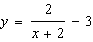 y = 2/(x + 2) − 3